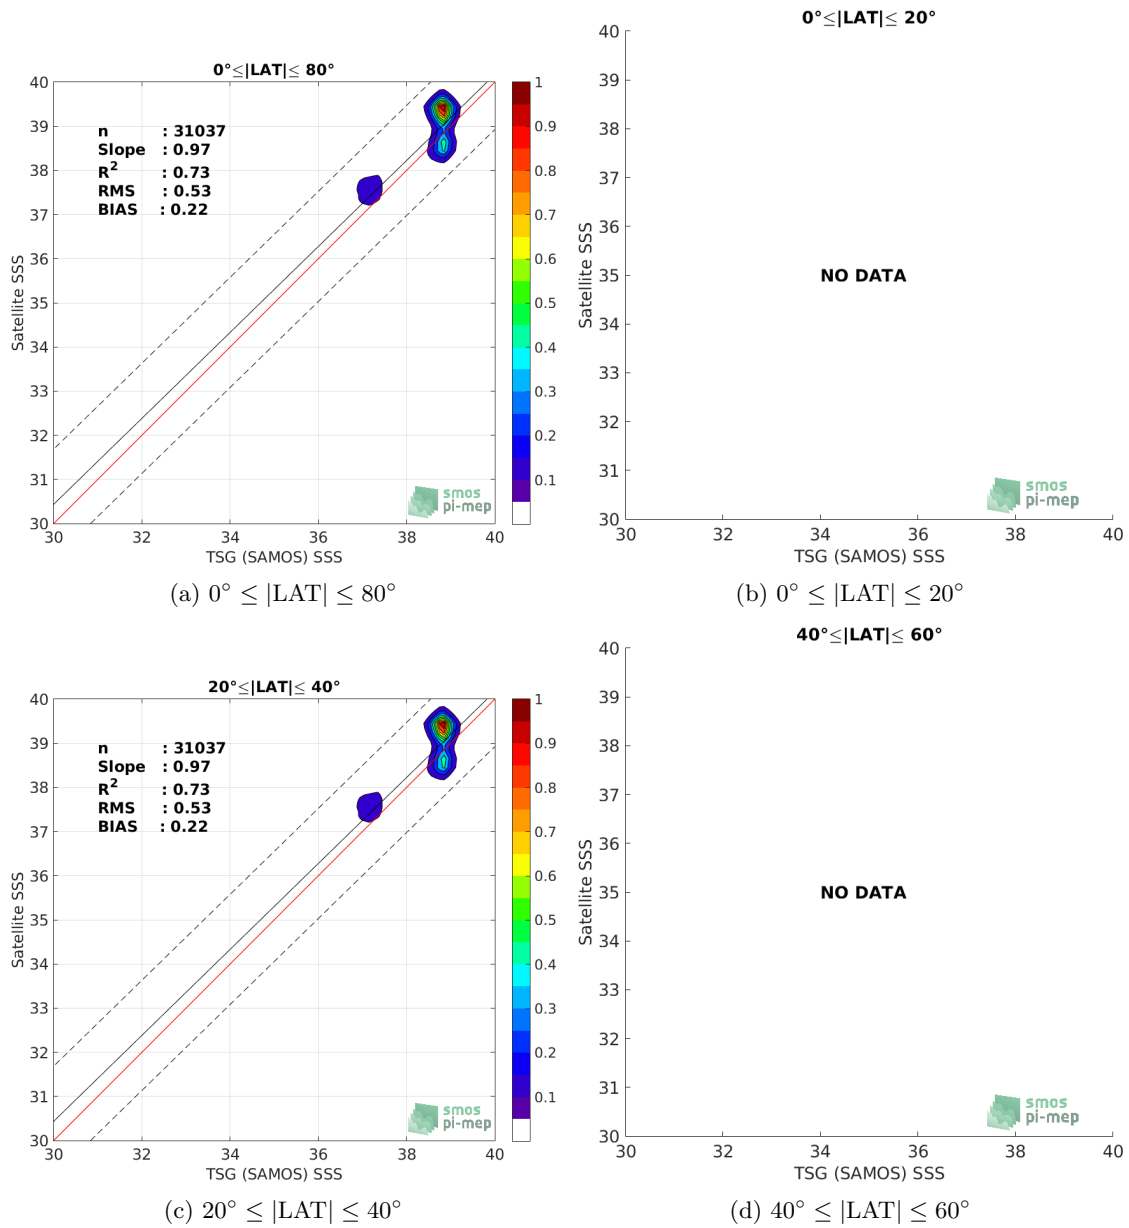 0°≤|LAT|≤ 80°
40
39
38
37
36
35
34
33
32
31
30
Satellite SSS
n : 31037
Slope : 0.97
R² : 0.73
RMS : 0.53
BIAS : 0.22
smos
pi-mep
30 32 34 36 38 40
TSG (SAMOS) SSS
1
0.9
0.8
0.7
0.6
0.5
0.4
0.3
0.2
0.1
(a) 0° ≤ |LAT| ≤ 80°
0°≤|LAT|≤ 20°
40
39
38
37
36
35
34
33
32
31
30
Satellite SSS
NO DATA
smos
pi-mep
30 32 34 36 38 40
TSG (SAMOS) SSS
(b) 0° ≤ |LAT| ≤ 20°
20°≤|LAT|≤ 40°
40
39
38
37
36
35
34
33
32
31
30
Satellite SSS
n : 31037
Slope : 0.97
R² : 0.73
RMS : 0.53
BIAS : 0.22
smos
pi-mep
30 32 34 36 38 40
TSG (SAMOS) SSS
1
0.9
0.8
0.7
0.6
0.5
0.4
0.3
0.2
0.1
(c) 20° ≤ |LAT| ≤ 40°
40°≤|LAT|≤ 60°
40
39
38
37
36
35
34
33
32
31
30
Satellite SSS
NO DATA
smos
pi-mep
30 32 34 36 38 40
TSG (SAMOS) SSS
(d) 40° ≤ |LAT| ≤ 60°